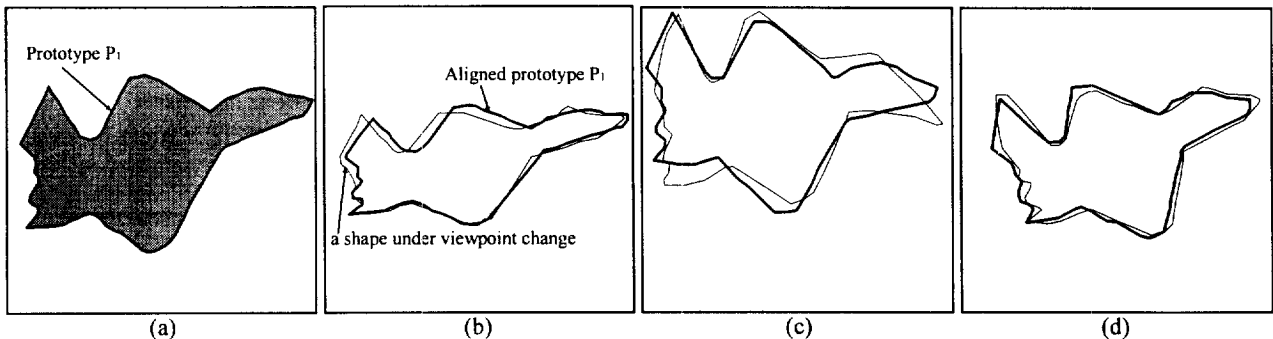 Prototype P1
Aligned prototype P1
a shape under viewpoint change
(a)
(b)
(c)
(d)